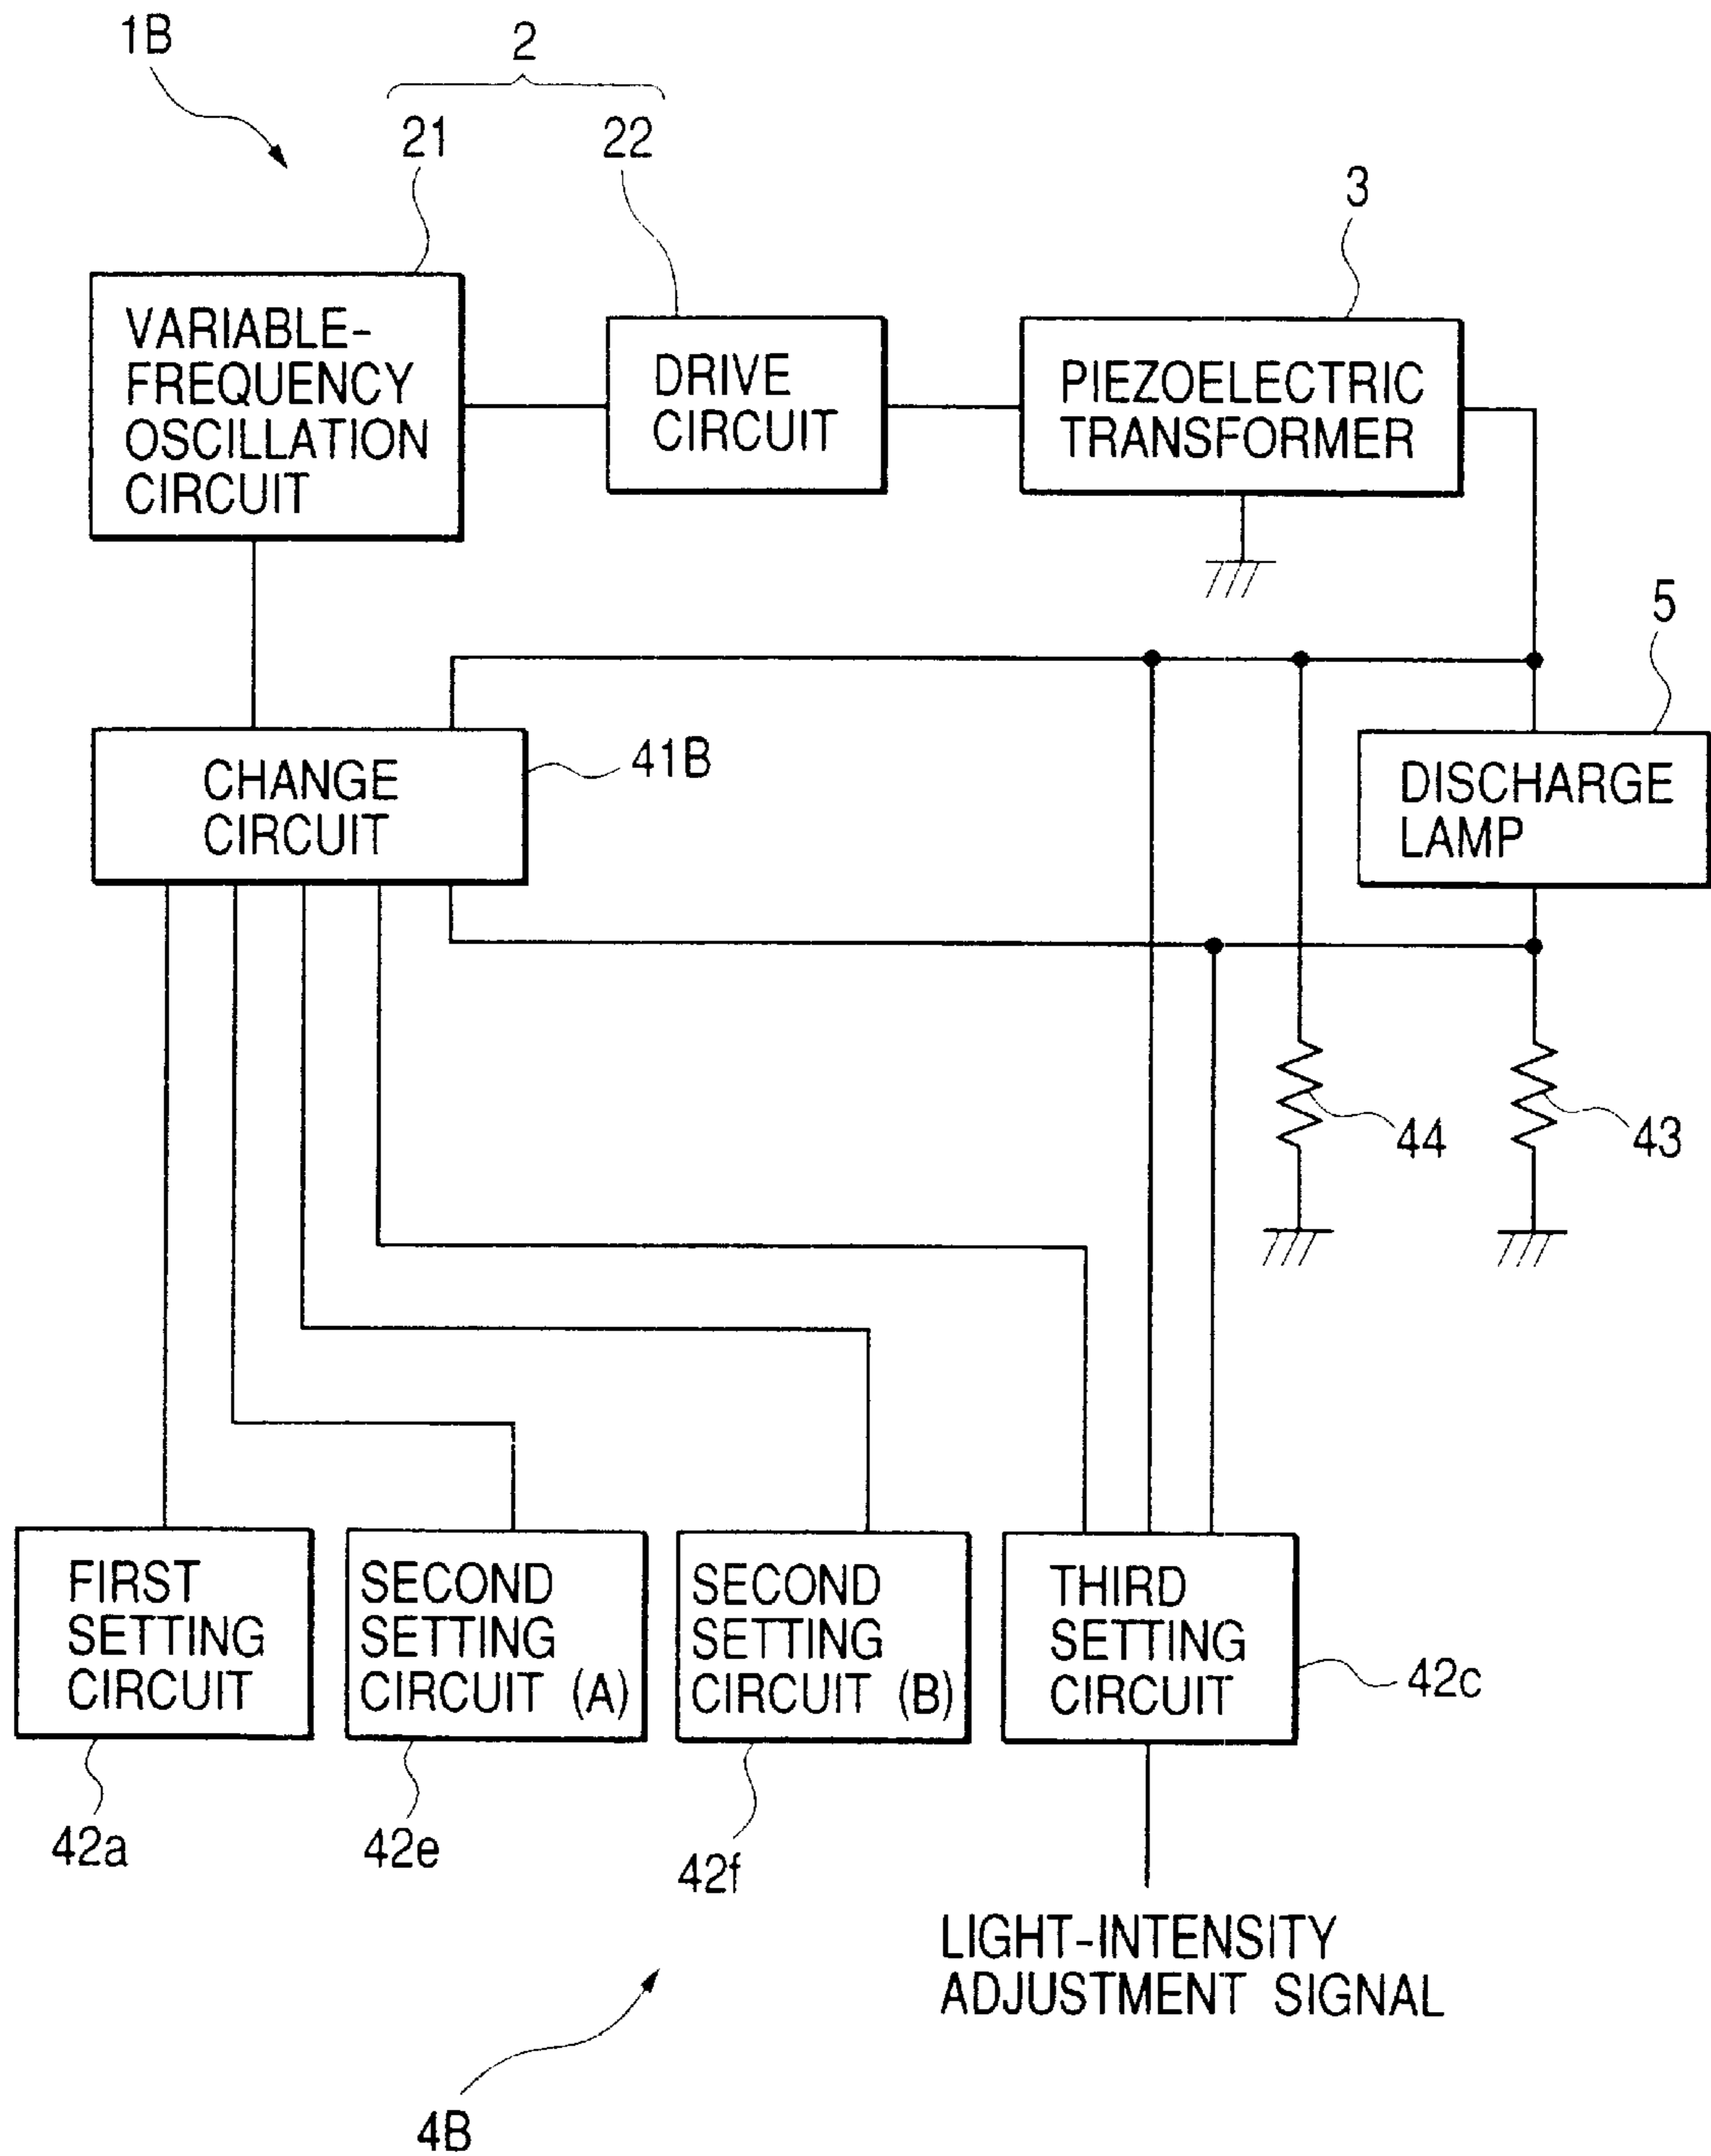 1B
2
21
22
3
VARIABLE-
FREQUENCY
OSCILLATION
CIRCUIT
DRIVE
CIRCUIT
PIEZOELECTRIC
TRANSFORMER
5
CHANGE
CIRCUIT
41B
DISCHARGE
LAMP
44
43
FIRST
SETTING
CIRCUIT
SECOND
SETTING
CIRCUIT (A)
SECOND
SETTING
CIRCUIT (B)
THIRD
SETTING
CIRCUIT
42c
42a
42e
42f
LIGHT-INTENSITY
ADJUSTMENT SIGNAL
4B